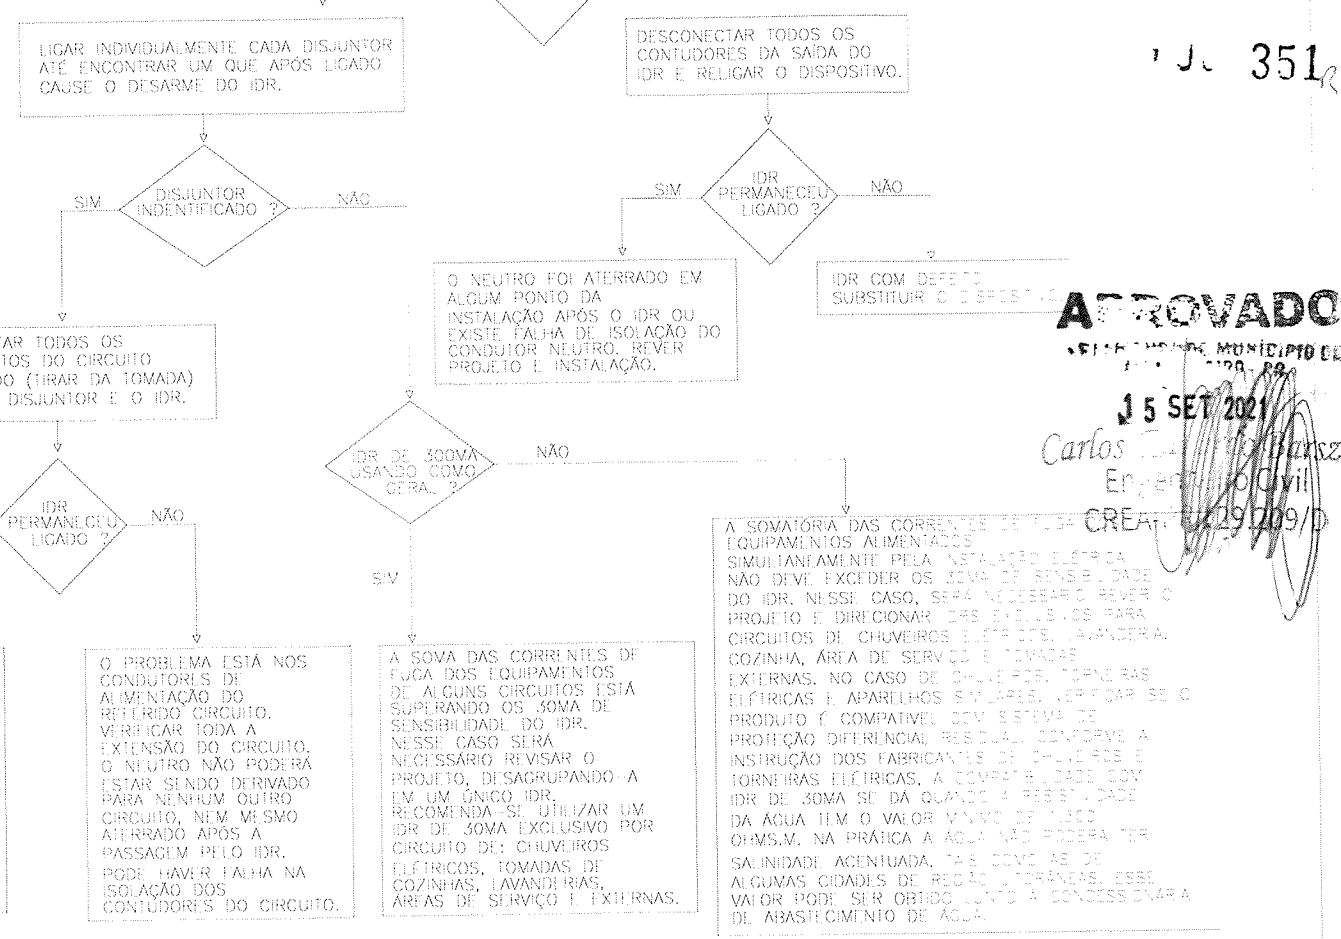 LIGAR INDIVIDUALMENTE CADA DISJUNTOR
ATÉ ENCONTRAR UM QUE APÓS LIGADO
CAUSE O DESARME DO IDR.
DESCONECTAR TODOS OS
CONTUDORES DA SAÍDA DO
IDR E RELIGAR O DISPOSITIVO.
351
DISJUNTOR
INDENTIFICADO ?
SIM
NÃO
IDR
PERMANECEU
LIGADO ?
SIM
NÃO
O NEUTRO FOI ATERRADO EM
ALGUM PONTO DA
INSTALAÇÃO APÓS O IDR OU
EXISTE FALHA DE ISOLAÇÃO DO
CONDUTOR NEUTRO. REVER
PROJETO E INSTALAÇÃO.
IDR COM DEFEITO
SUBSTITUIR O DISPOSITIVO
APROVADO
MUNICÍPIO DE
15 SET 2021
Carlos
Civil
CREA
29.209/D
TAR TODOS OS
TOS DO CIRCUITO
DO (TIRAR DA TOMADA)
DISJUNTOR E O IDR.
IDR
PERMANECEU
LIGADO ?
NÃO
IDR DE 300MA
USANDO COMO
GERAL ?
NÃO
SIM
O PROBLEMA ESTÁ NOS
CONDUTORES DE
ALIMENTAÇÃO DO
REFERIDO CIRCUITO.
VERIFICAR TODA A
EXTENSÃO DO CIRCUITO.
O NEUTRO NÃO PODERÁ
ESTAR SENDO DERIVADO
PARA NENHUM OUTRO
CIRCUITO, NEM MESMO
ATERRADO APÓS A
PASSAGEM PELO IDR.
PODE HAVER FALHA NA
ISOLAÇÃO DOS
CONTUDORES DO CIRCUITO.
A SOMA DAS CORRENTES DE
FUGA DOS EQUIPAMENTOS
DE ALGUNS CIRCUITOS ESTÁ
SUPERANDO OS 30MA DE
SENSIBILIDADE DO IDR.
NESSE CASO SERÁ
NECESSÁRIO REVISAR O
PROJETO, DESAGRUPANDO-A
EM UM ÚNICO IDR.
RECOMENDA-SE UTILIZAR UM
IDR DE 30MA EXCLUSIVO POR
CIRCUITO DE: CHUVEIROS
ELÉTRICOS, TOMADAS DE
COZINHAS, LAVANDERIAS,
ÁREAS DE SERVIÇO E EXTERNAS.
A SOMATÓRIA DAS CORRENTES DE FUGA
EQUIPAMENTOS ALIMENTADOS
SIMULTANEAMENTE PELA INSTALAÇÃO ELÉTRICA
NÃO DEVE EXCEDER OS 30MA DE SENSIBILIDADE
DO IDR. NESSE CASO, SERÁ NECESSÁRIO REVER O
PROJETO E DIRECIONAR DRS EXCLUSIVOS PARA
CIRCUITOS DE CHUVEIROS ELÉTRICOS, LAVANDERIA,
COZINHA, ÁREA DE SERVIÇO E TOMADAS
EXTERNAS. NO CASO DE CHUVEIROS, TORNEIRAS
ELÉTRICAS E APARELHOS SIMILARES, VERIFICAR SE O
PRODUTO É COMPATIVEL COM SISTEMA DE
PROTEÇÃO DIFERENCIAL RESIDUAL CONFORME A
INSTRUÇÃO DOS FABRICANTES DE CHUVEIROS E
TORNEIRAS ELÉTRICAS, A COMPATIBILIDADE COM
IDR DE 30MA SE DÁ QUANDO A RESISTIVIDADE
DA ÁGUA TEM O VALOR MINIMO DE
OHMS.M. NA PRÁTICA A ÁGUA NÃO PODERÁ TER
SALINIDADE ACENTUADA, TAIS COMO AS DE
ALGUMAS CIDADES DE REGIÃO LITORÂNEAS. ESSE
VALOR PODE SER OBTIDO JUNTO A CONCESSIONÁRIA
DE ABASTECIMENTO DE ÁGUA.